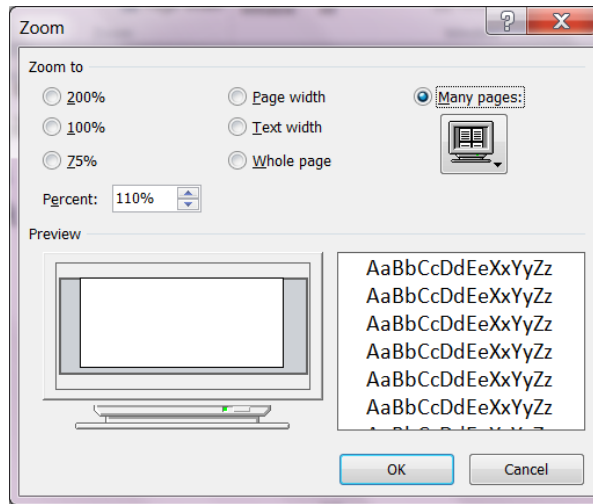 Zoom
Zoom to
200%
Page width
Many pages:
100%
Text width
75%
Whole page
Percent: 110%
Preview
AaBbCcDdEeXxYyZz
AaBbCcDdEeXxYyZz
AaBbCcDdEeXxYyZz
AaBbCcDdEeXxYyZz
AaBbCcDdEeXxYyZz
AaBbCcDdEeXxYyZz
OK
Cancel